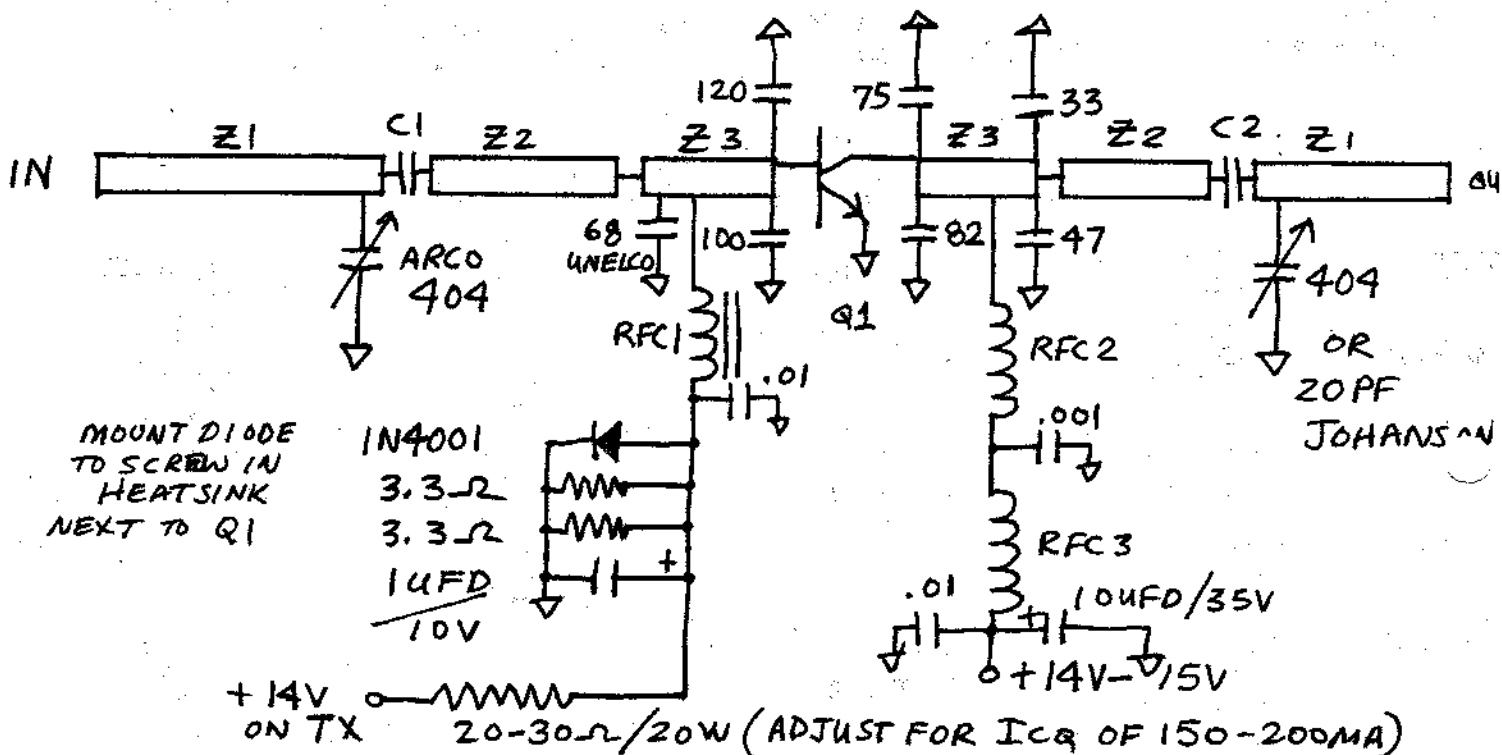 120
75
33
Z1
C1
Z2
Z3
Z3
Z2
C2
Z1
IN
68
UNELCO
100
82
47
ARCO
404
Q1
404
OR
20 PF
RFC1
RFC2
.01
.001
MOUNT DIODE
TO SCREW IN
HEATSINK
NEXT TO Q1
1N4001
3.3Ω
3.3Ω
1UFD
10V
+
RFC3
.01
+
10UFD/35V
+14V-15V
+14V
ON TX
20-30Ω/20W (ADJUST FOR ICQ OF 150-200MA)